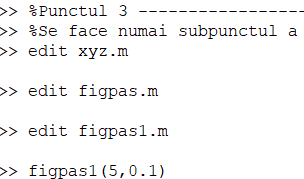 >> %Punctul 3 -----------------
>> %Se face numai subpunctul a
>> edit xyz.m
>> edit figpas.m
>> edit figpas1.m
>> figpas1(5,0.1)